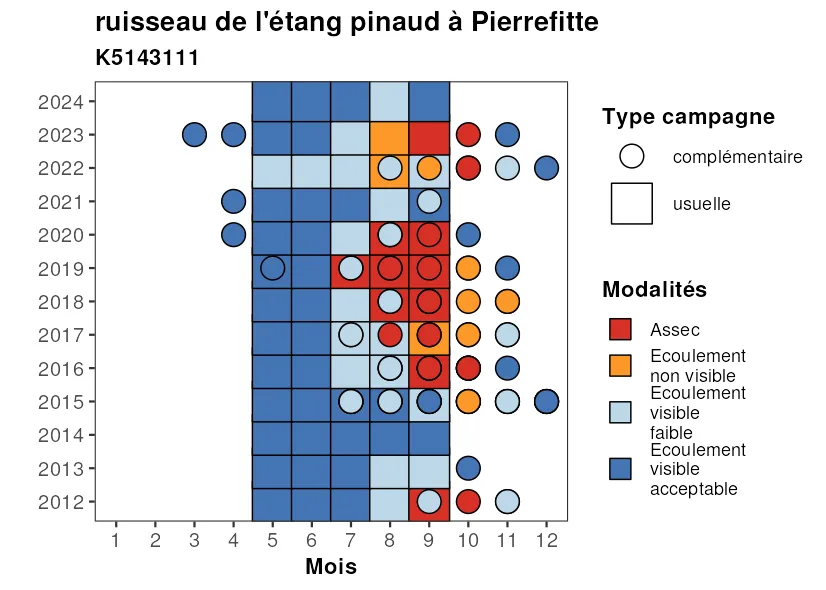 ruisseau de l'étang pinaud à Pierrefitte
K5143111
2024
2023
2022
2021
2020
2019
2018
2017
2016
2015
2014
2013
2012
1 2 3 4 5 6 7 8 9 10 11 12
Mois
Type campagne
complémentaire
usuelle
Modalités
Assec
Ecoulement
non visible
Ecoulement
visible
faible
Ecoulement
visible
acceptable